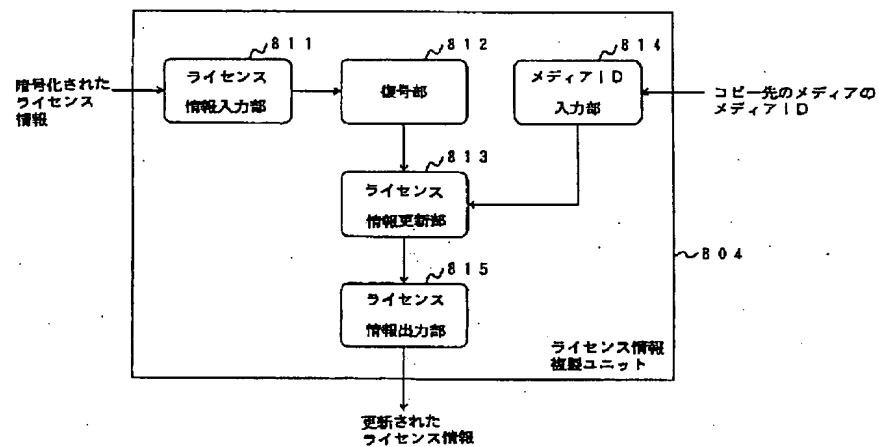 811
812
814
暗号化された
ライセンス
情報
ライセンス
情報入力部
復号部
メディアID
入力部
コピー先のメディアの
メディアID
813
ライセンス
情報更新部
804
815
ライセンス
情報出力部
ライセンス情報
複製ユニット
更新された
ライセンス情報